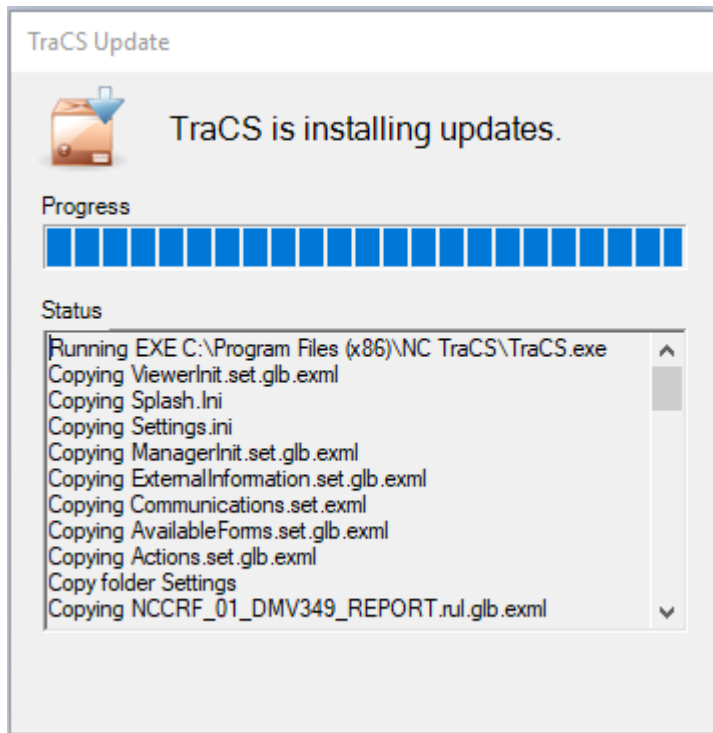 TraCS Update
TraCS is installing updates.
Progress
Status
Running EXE C:\Program Files (x86)\NC TraCS\TraCS.exe
Copying ViewerInit.set.glb.exml
Copying Splash.Ini
Copying Settings.ini
Copying ManagerInit.set.glb.exml
Copying ExternalInformation.set.glb.exml
Copying Communications.set.glb.exml
Copying AvailableForms.set.glb.exml
Copying Actions.set.glb.exml
Copy folder Settings
Copying NCCRF_01_DMV349_REPORT.rul.glb.exml